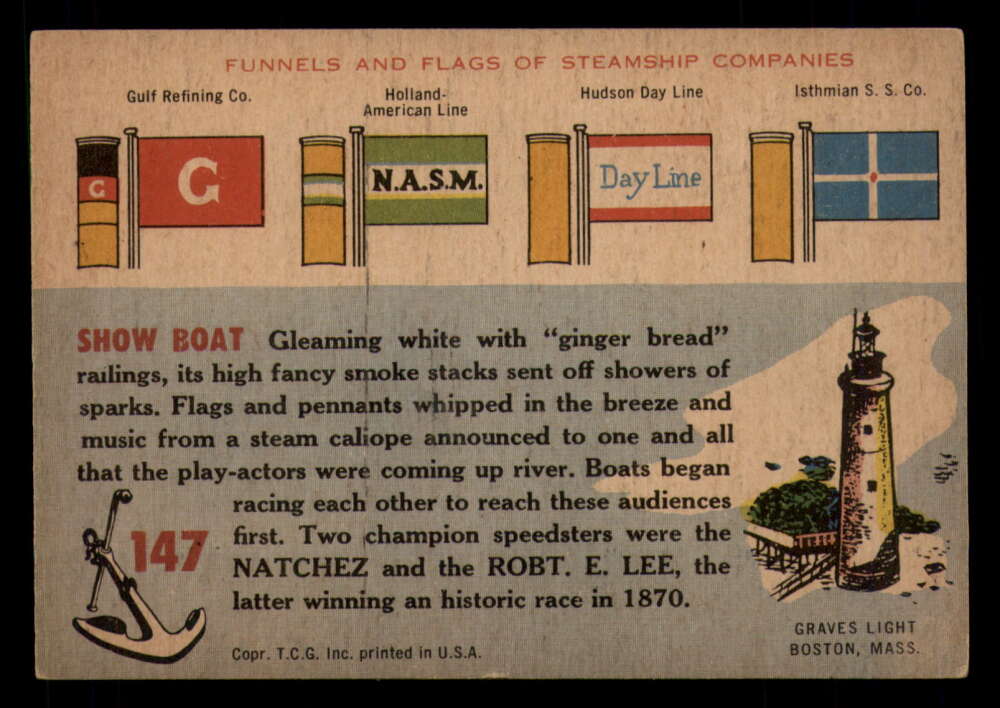 FUNNELS AND FLAGS OF STEAMSHIP COMPANIES
Gulf Refining Co.
Holland-
American Line
Hudson Day Line
Isthmian S. S. Co.
G
G
N.A.S.M.
Day Line
SHOW BOAT Gleaming white with “ginger bread”
railings, its high fancy smoke stacks sent off showers of
sparks. Flags and pennants whipped in the breeze and
music from a steam caliope announced to one and all
that the play-actors were coming up river. Boats began
racing each other to reach these audiences
first. Two champion speedsters were the
NATCHEZ and the ROBT. E. LEE, the
latter winning an historic race in 1870.
147
Copr. T.C.G. Inc. printed in U.S.A.
GRAVES LIGHT
BOSTON, MASS.